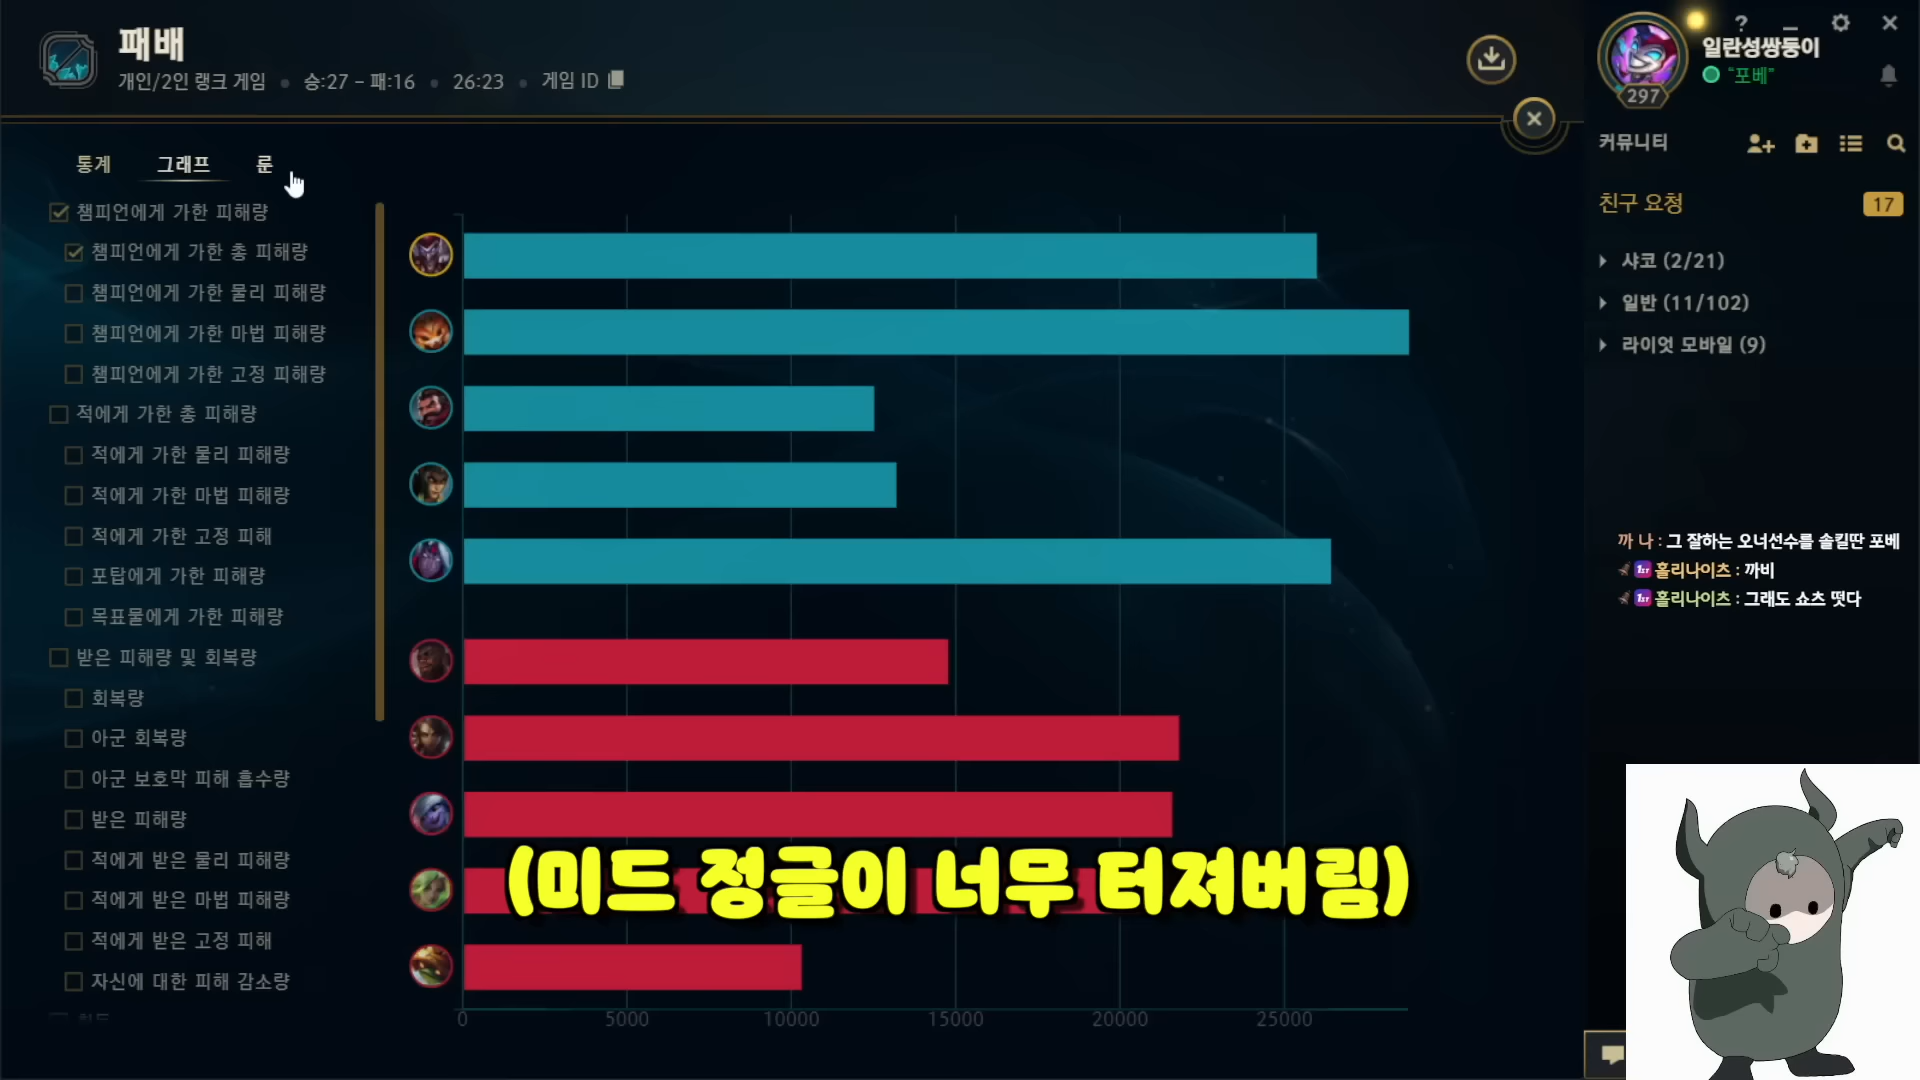 패배
개인/2인 랭크 게임 • 승:27 - 패:16 • 26:23 • 게임 ID
통계 그래프 룬
챔피언에게 가한 피해량
챔피언에게 가한 총 피해량
챔피언에게 가한 물리 피해량
챔피언에게 가한 마법 피해량
챔피언에게 가한 고정 피해량
적에게 가한 총 피해량
적에게 가한 물리 피해량
적에게 가한 마법 피해량
적에게 가한 고정 피해
포탑에게 가한 피해량
목표물에게 가한 피해량
받은 피해량 및 회복량
회복량
아군 회복량
아군 보호막 피해 흡수량
받은 피해량
적에게 받은 물리 피해량
적에게 받은 마법 피해량
적에게 받은 고정 피해
자신에 대한 피해 감소량
(미드 정글이 너무 터져버림)
0 5000 10000 15000 20000 25000
?
일란성쌍둥이
"포베"
297
커뮤니티
친구 요청 17
샤코 (2/21)
일반 (11/102)
라이엇 모바일 (9)
까 나 : 그 잘하는 오너선수를 솔킬딴 포베
1ST 홀리나이츠 : 까비
1ST 홀리나이츠 : 그래도 쇼츠 떳다